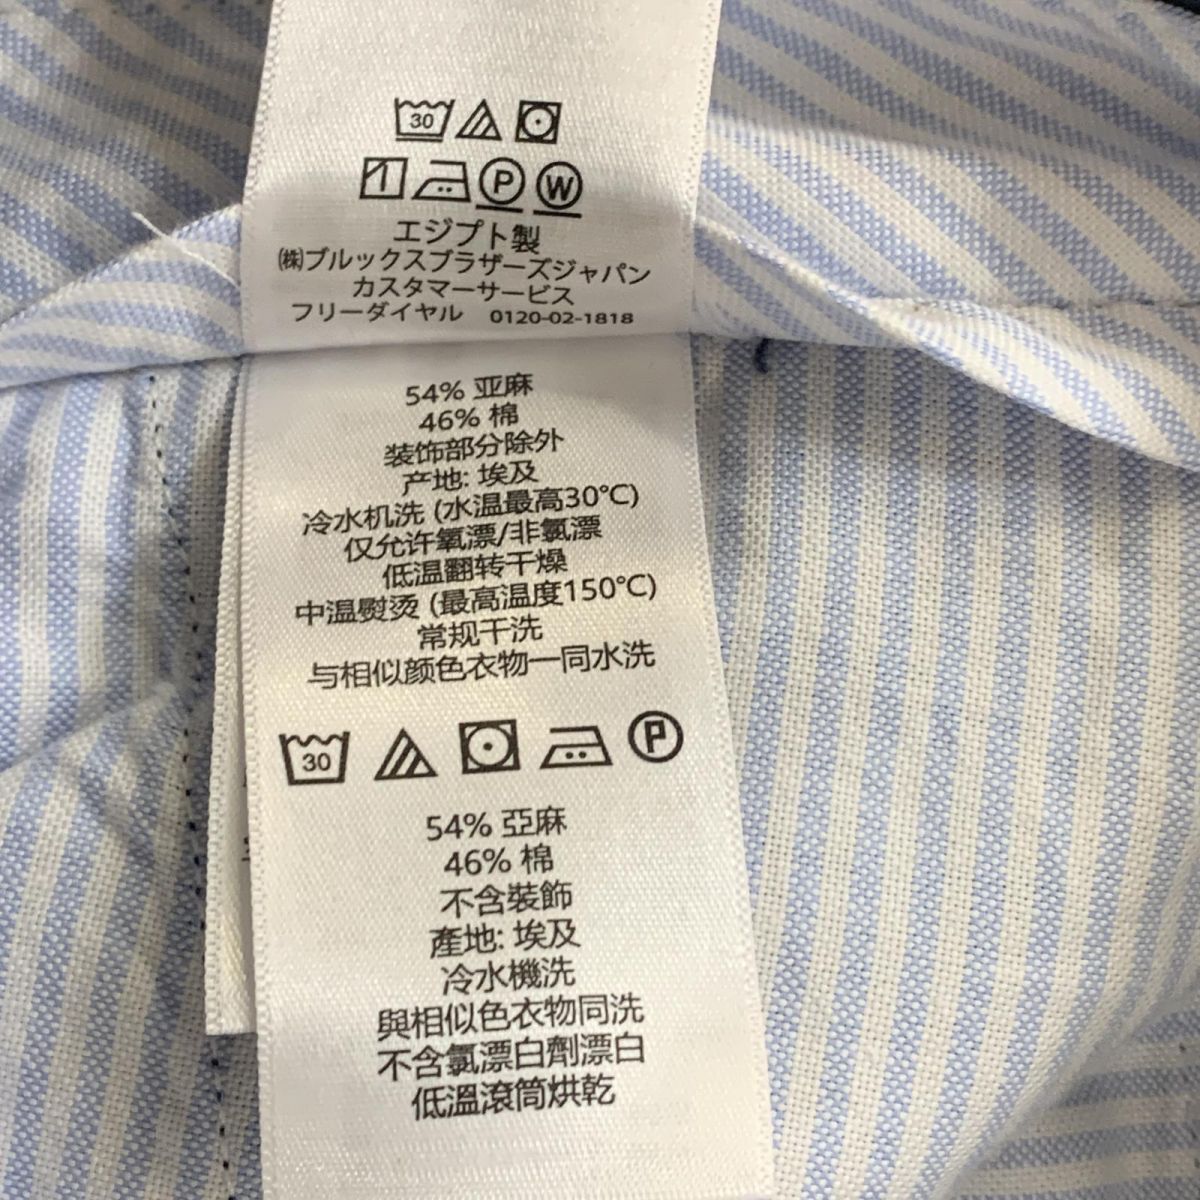 30
P W
エジプト製
㈱ブルックスブラザーズジャパン
カスタマーサービス
フリーダイヤル 0120-02-1818
54% 亚麻
46% 棉
装饰部分除外
产地: 埃及
冷水机洗 (水温最高30℃)
仅允许氧漂/非氯漂
低温翻转干燥
中温熨烫 (最高温度150℃)
常规干洗
与相似颜色衣物一同水洗
30 P
54% 亞麻
46% 棉
不含裝飾
產地: 埃及
冷水機洗
與相似色衣物同洗
不含氯漂白劑漂白
低溫滾筒烘乾